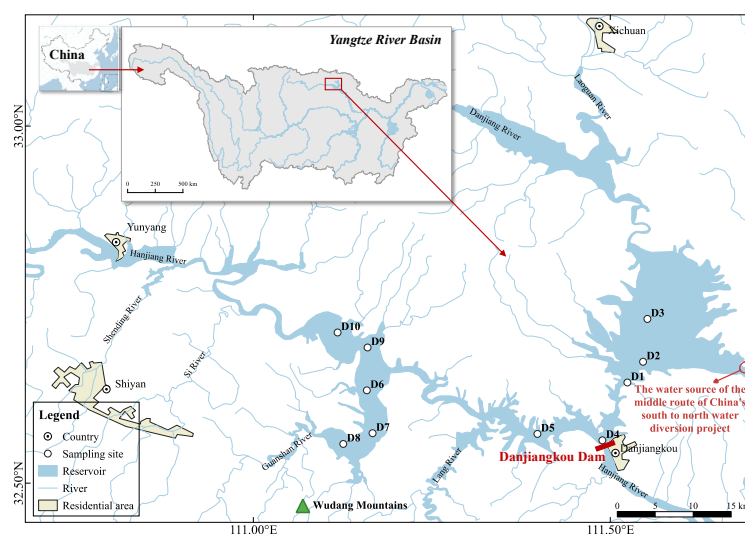 China
Yangtze River Basin
0 250 500 km
Xichuan
Laoguan River
Danjiang River
33.00°N
Yunyang
Hanjiang River
Shending River
Si River
Shiyan
D10
D9
D6
D7
D8
Guanshan River
Lang River
D5
D3
D2
D1
The water source of the
middle route of China's
south to north water
diversion project
D4
Danjiangkou Dam
Danjiangkou
Hanjiang River
Legend
Country
Sampling site
Reservoir
River
Residential area
Wudang Mountains
32.50°N
0 5 10 15 k
111.00°E
111.50°E